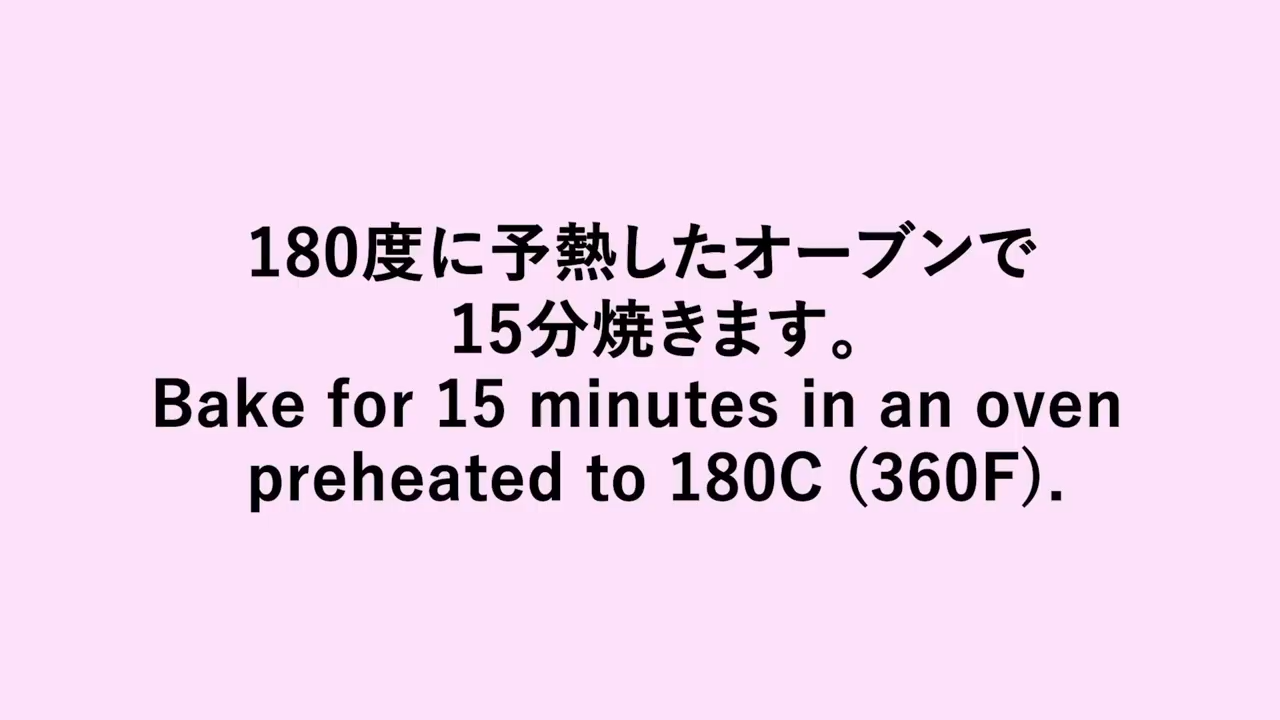 180度に予熱したオーブンで
15分焼きます。
Bake for 15 minutes in an oven
preheated to 180C (360F).